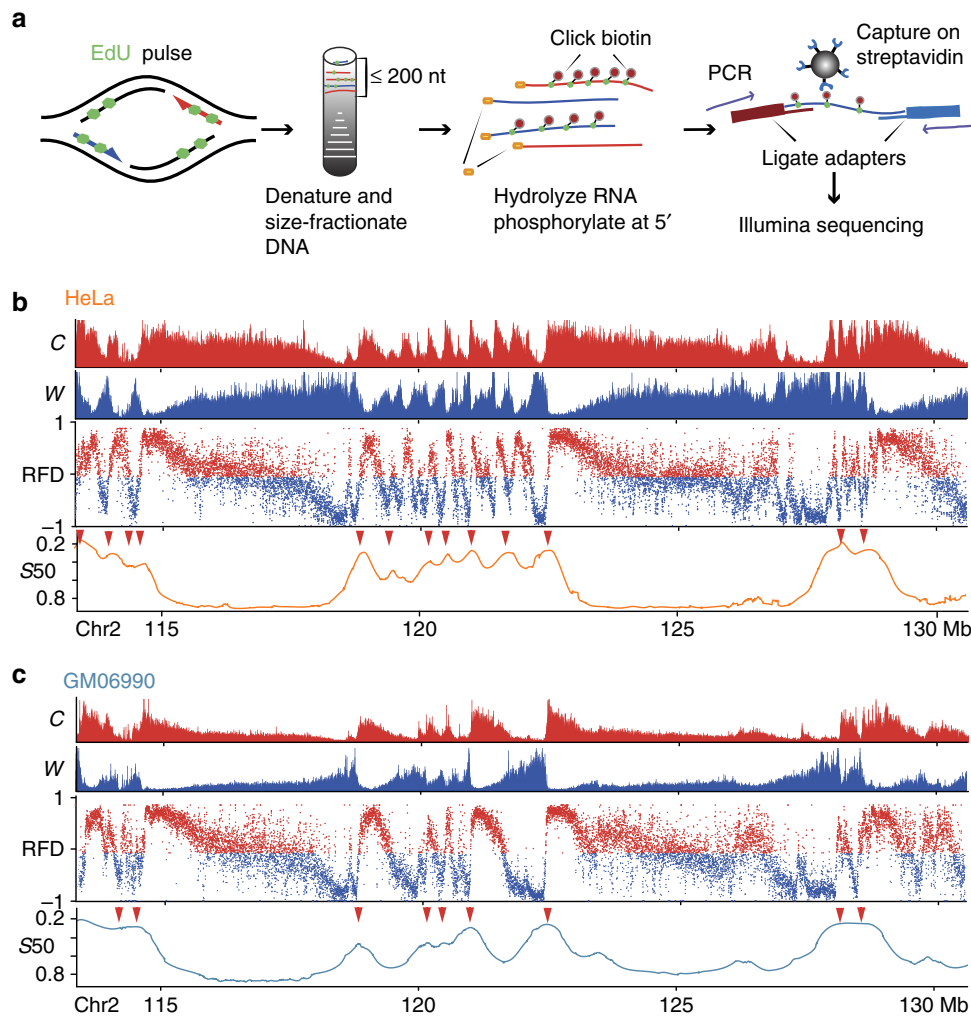 a
EdU pulse
≤ 200 nt
Denature and
size-fractionate
DNA
Click biotin
Hydrolyze RNA
phosphorylate at 5′
Capture on
streptavidin
PCR
Ligate adapters
Illumina sequencing
b
HeLa
C
W
1
RFD
−1
0.2
S50
0.8
Chr2 115 120 125 130 Mb
c
GM06990
C
W
1
RFD
−1
0.2
S50
0.8
Chr2 115 120 125 130 Mb